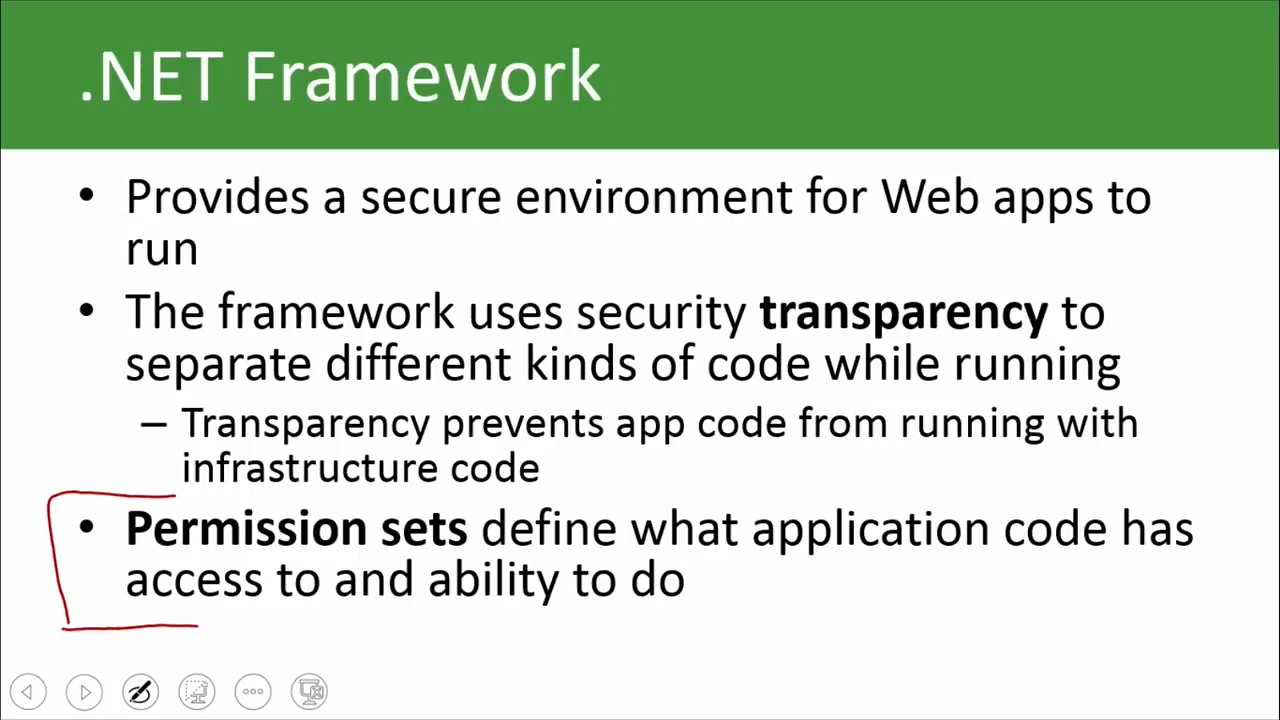 .NET Framework
• Provides a secure environment for Web apps to
run
• The framework uses security transparency to
separate different kinds of code while running
– Transparency prevents app code from running with
infrastructure code
• Permission sets define what application code has
access to and ability to do